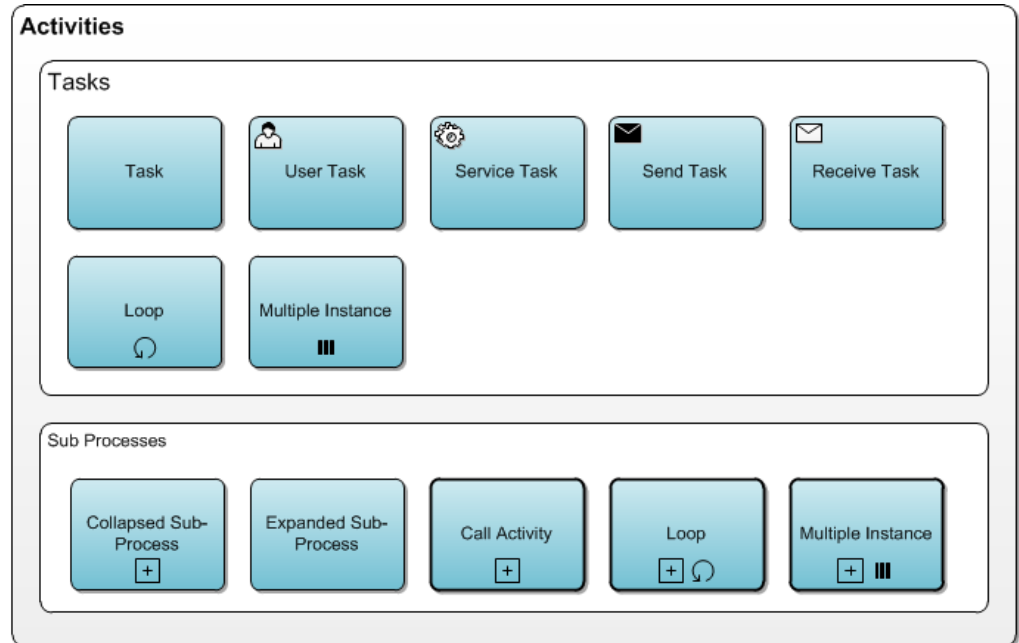 Activities
Tasks
Task
User Task
Service Task
Send Task
Receive Task
Loop
Multiple Instance
Sub Processes
Collapsed Sub-
Process
Expanded Sub-
Process
Call Activity
Loop
Multiple Instance